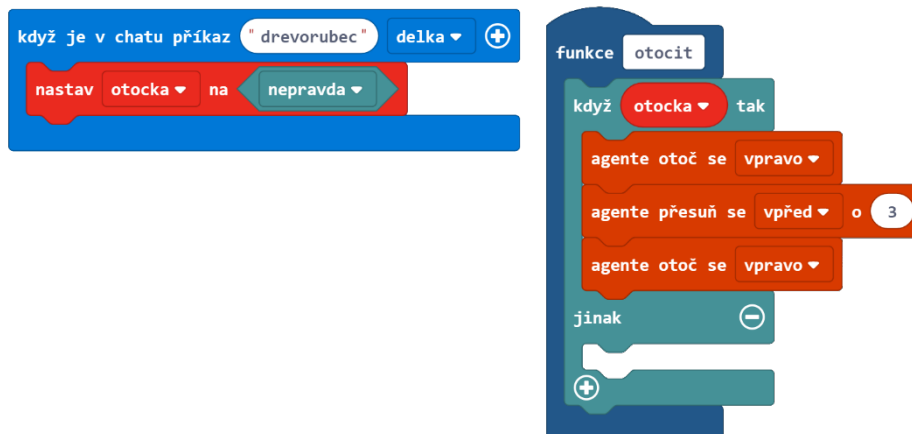 když je v chatu příkaz "drevorubec" delka
nastav otocka na nepravda
funkce otocit
když otocka tak
agente otoč se vpravo
agente přesuň se vpřed o 3
agente otoč se vpravo
jinak